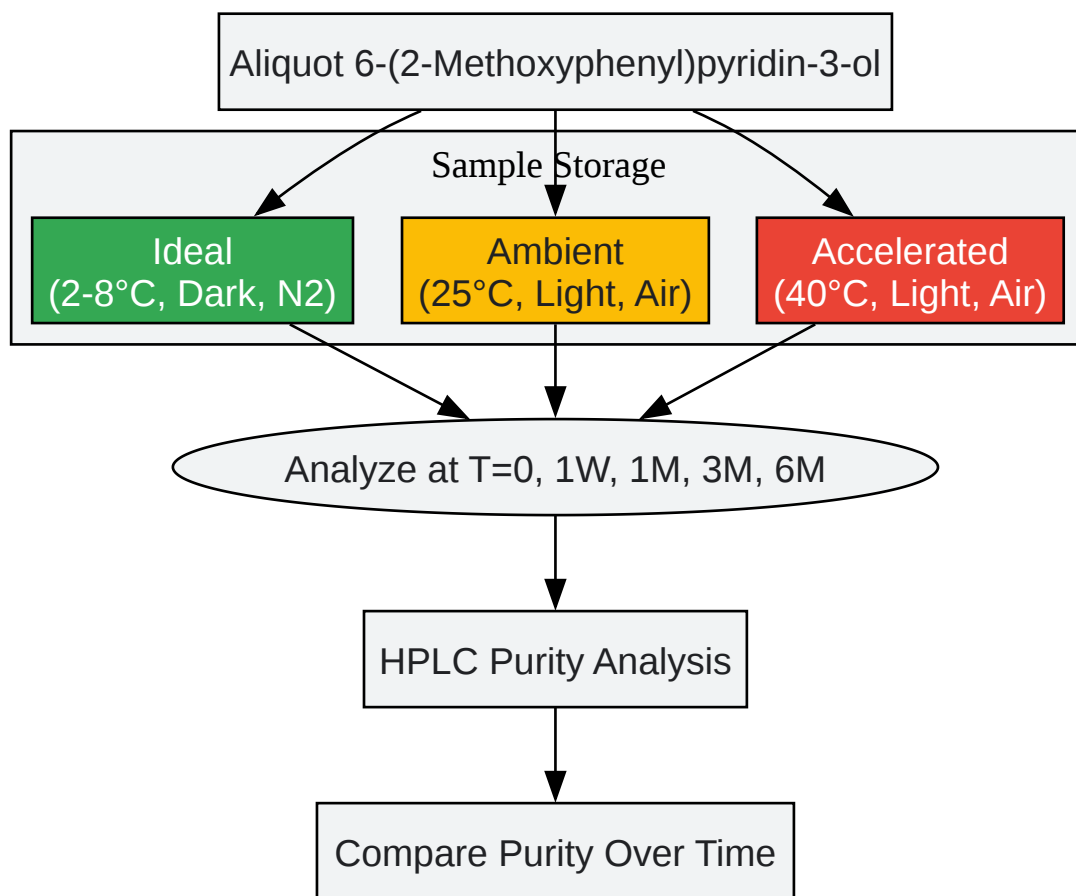 Aliquot 6-(2-Methoxyphenyl)pyridin-3-ol
Sample Storage
Ideal
(2-8°C, Dark, N2)
Ambient
(25°C, Light, Air)
Accelerated
(40°C, Light, Air)
Analyze at T=0, 1W, 1M, 3M, 6M
HPLC Purity Analysis
Compare Purity Over Time